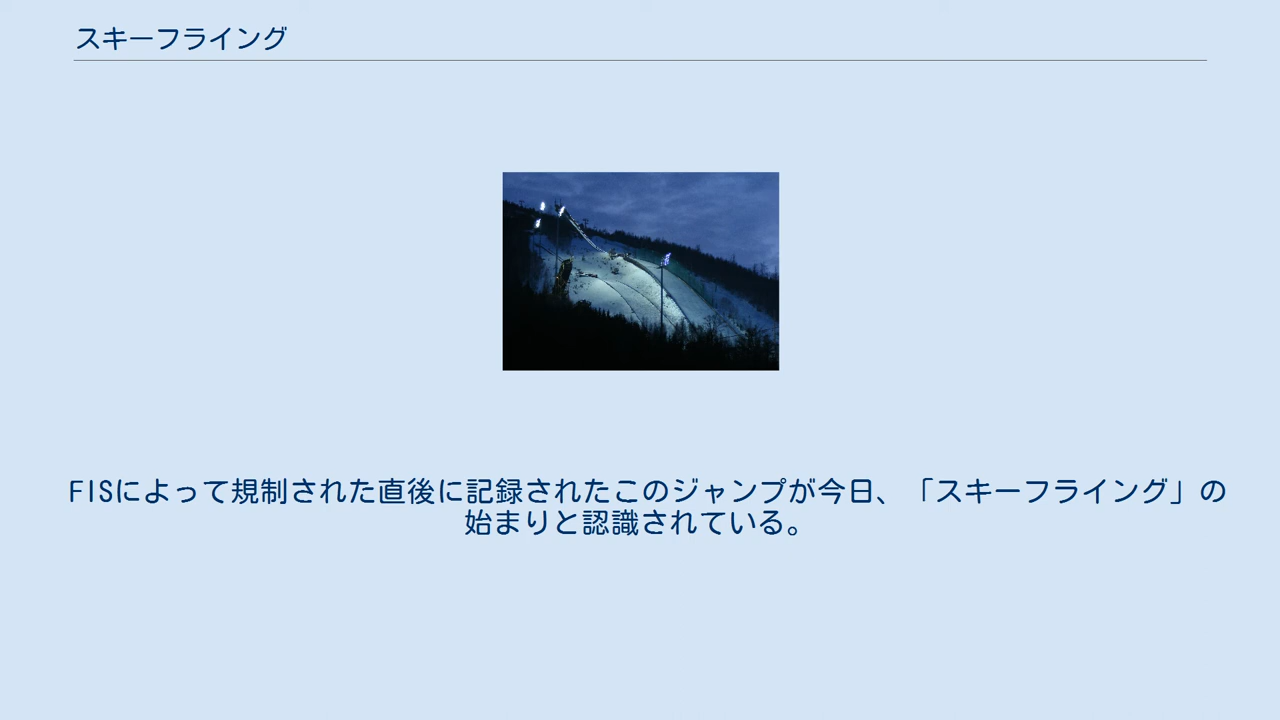 スキーフライング
FISによって規制された直後に記録されたこのジャンプが今日、「スキーフライング」の
始まりと認識されている。